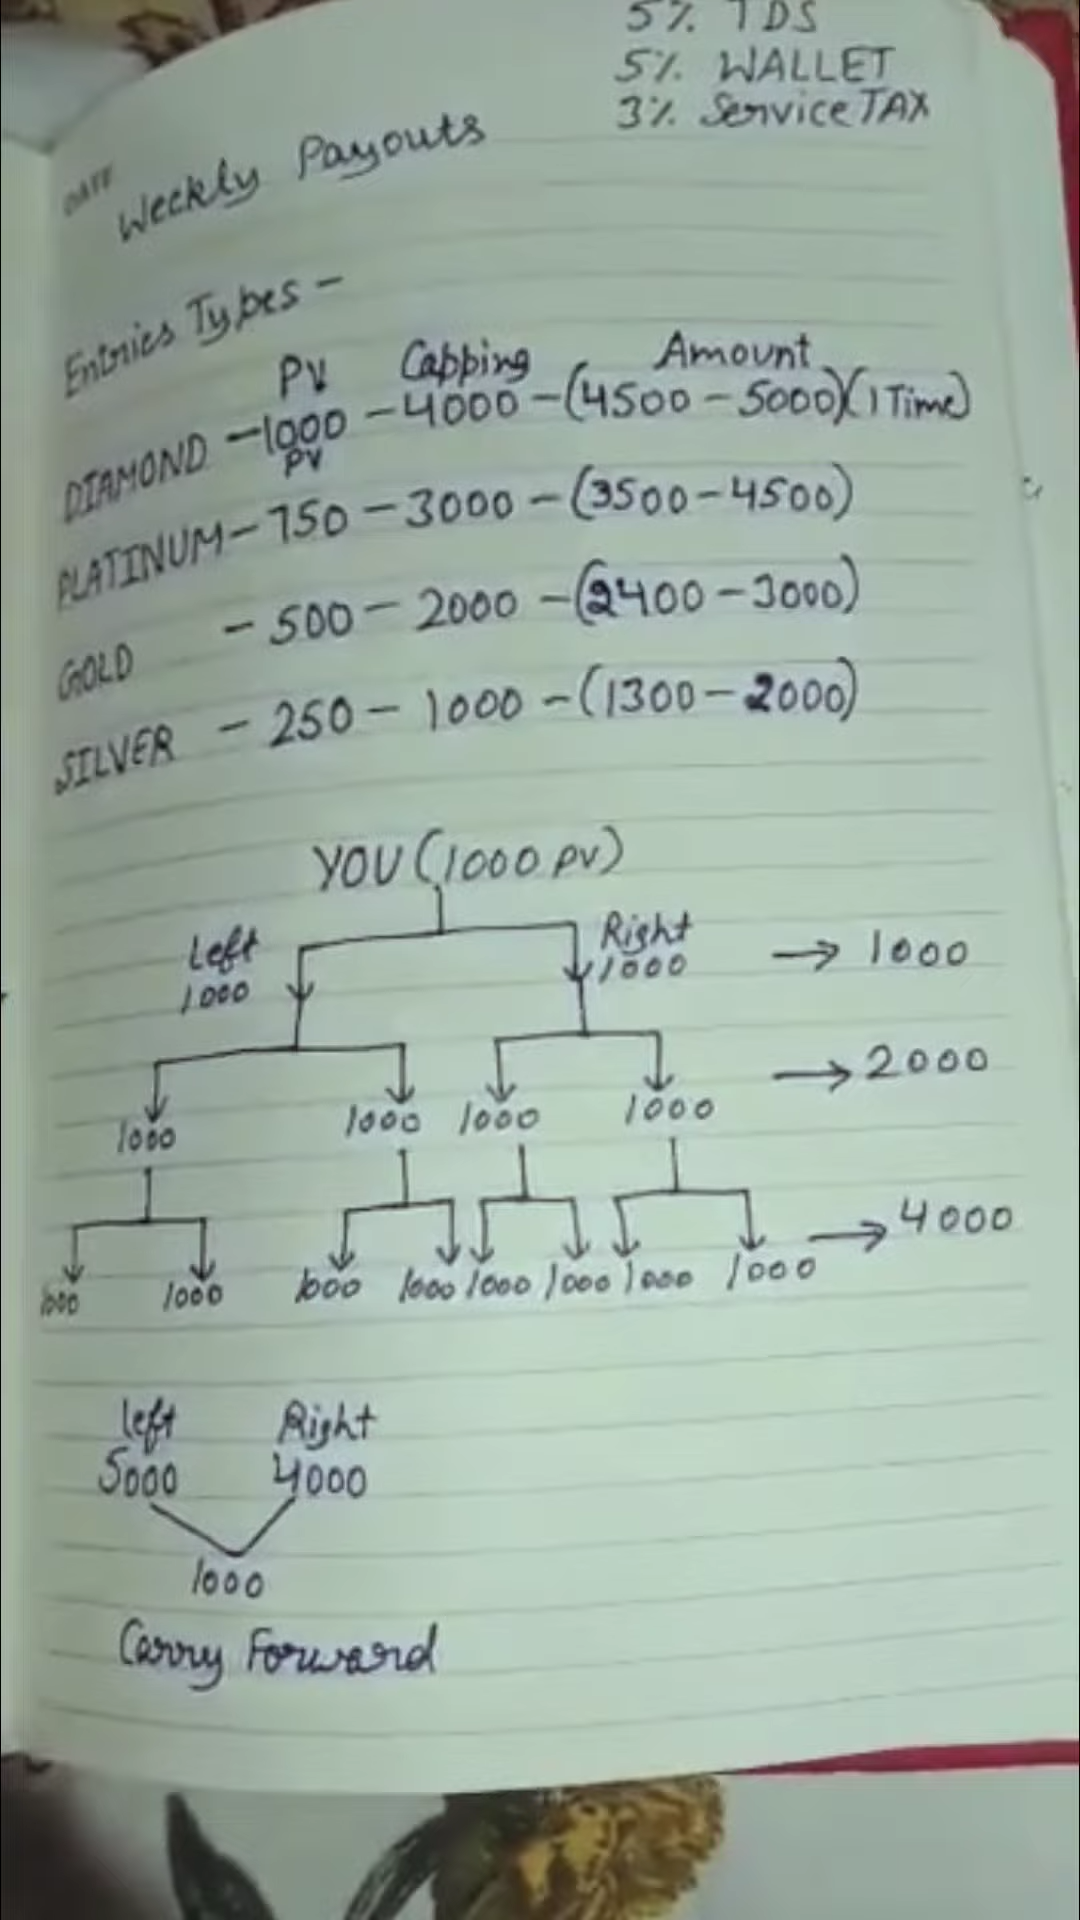 5% TDS
5% WALLET
3% Service TAX
DATE
Weekly Payouts
Entries Types -
PV Capping Amount
DIAMOND - 1000 - 4000 - (4500 - 5000) (1 Time)
PV
PLATINUM - 750 - 3000 - (3500 - 4500)
GOLD - 500 - 2000 - (2400 - 3000)
SILVER - 250 - 1000 - (1300 - 2000)
YOU (1000 PV)
Left Right
1000 1000 → 1000
1000 1000 1000 1000 → 2000
1000 1000 1000 1000 1000 1000 1000 1000 → 4000
left Right
5000 4000
1000
Carry Forward